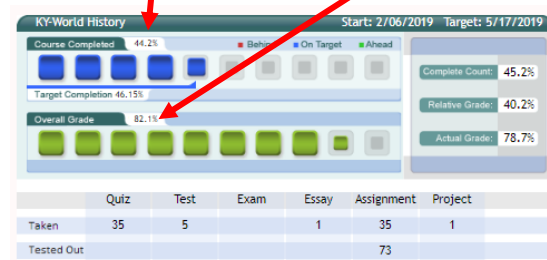 KY-World History Start: 2/06/2019 Target: 5/17/2019
Course Completed 44.2% Behind On Target Ahead
Complete Count: 45.2%
Target Completion 46.15%
Relative Grade: 40.2%
Overall Grade 82.1%
Actual Grade: 78.7%
Quiz Test Exam Essay Assignment Project
Taken 35 5 1 35 1
Tested Out 73